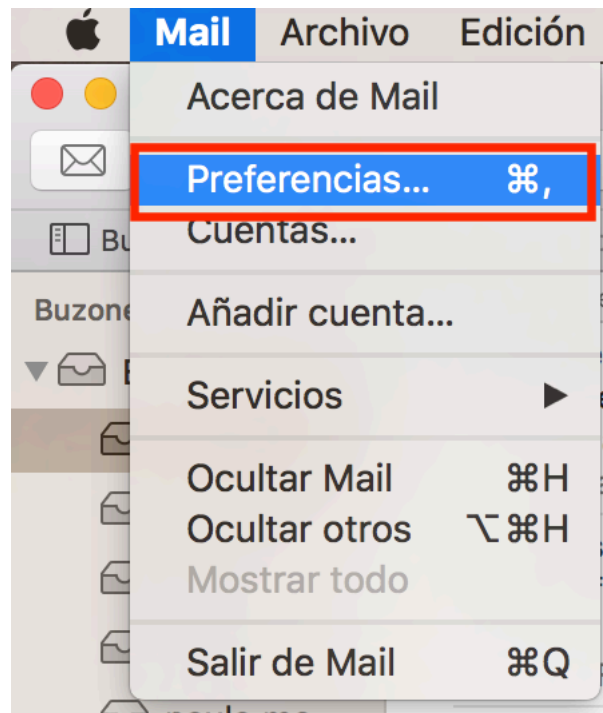 Mail Archivo Edición
Acerca de Mail
Preferencias... ⌘,
Cuentas...
Buzone
Añadir cuenta...
Servicios ▶
Ocultar Mail ⌘H
Ocultar otros ⌥⌘H
Mostrar todo
Salir de Mail ⌘Q